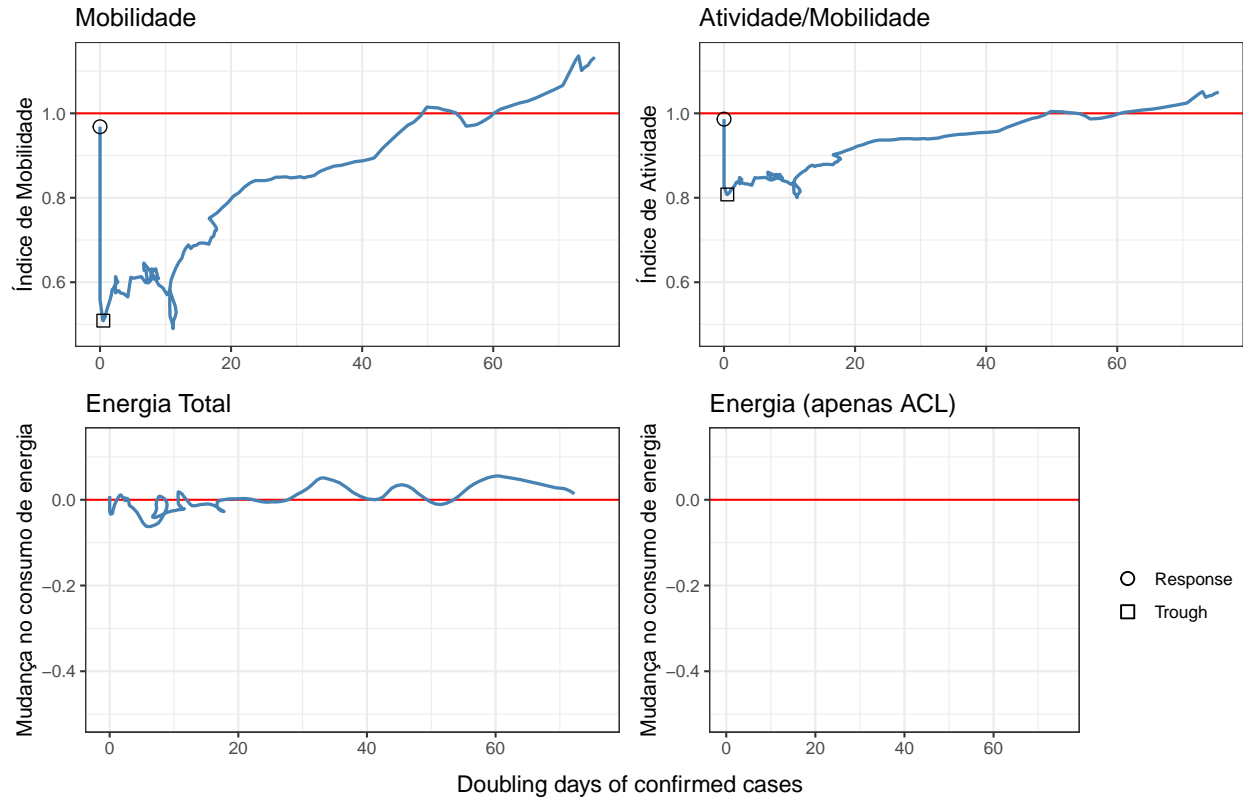 Mobilidade
Atividade/Mobilidade
Índice de Mobilidade
1.0
0.8
0.6
0
20
40
60
Índice de Atividade
1.0
0.8
0.6
0
20
40
60
Energia Total
Energia (apenas ACL)
Mudança no consumo de energia
0.0
−0.2
−0.4
0
20
40
60
Mudança no consumo de energia
0.0
−0.2
−0.4
0
20
40
60
Response
Trough
Doubling days of confirmed cases